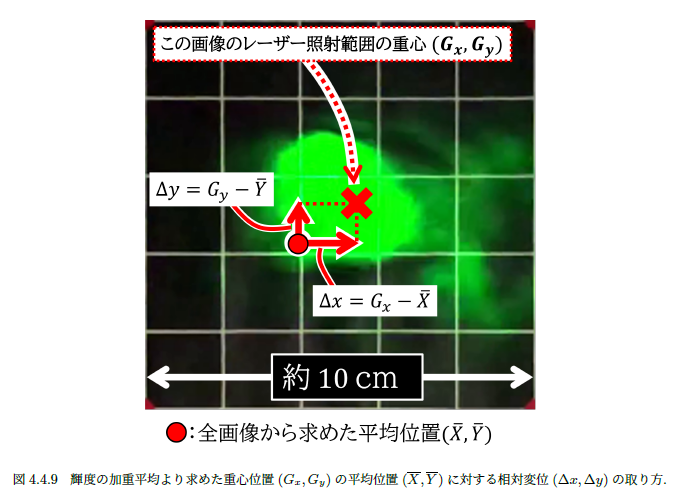 この画像のレーザー照射範囲の重心 (Gₓ, Gᵧ)
Δy = Gᵧ − Ȳ
Δx = Gₓ − X̄
約 10 cm
：全画像から求めた平均位置(X̄, Ȳ)
図 4.4.9　輝度の加重平均より求めた重心位置 (Gₓ, Gᵧ) の平均位置 (X̄, Ȳ) に対する相対変位 (Δx, Δy) の取り方．